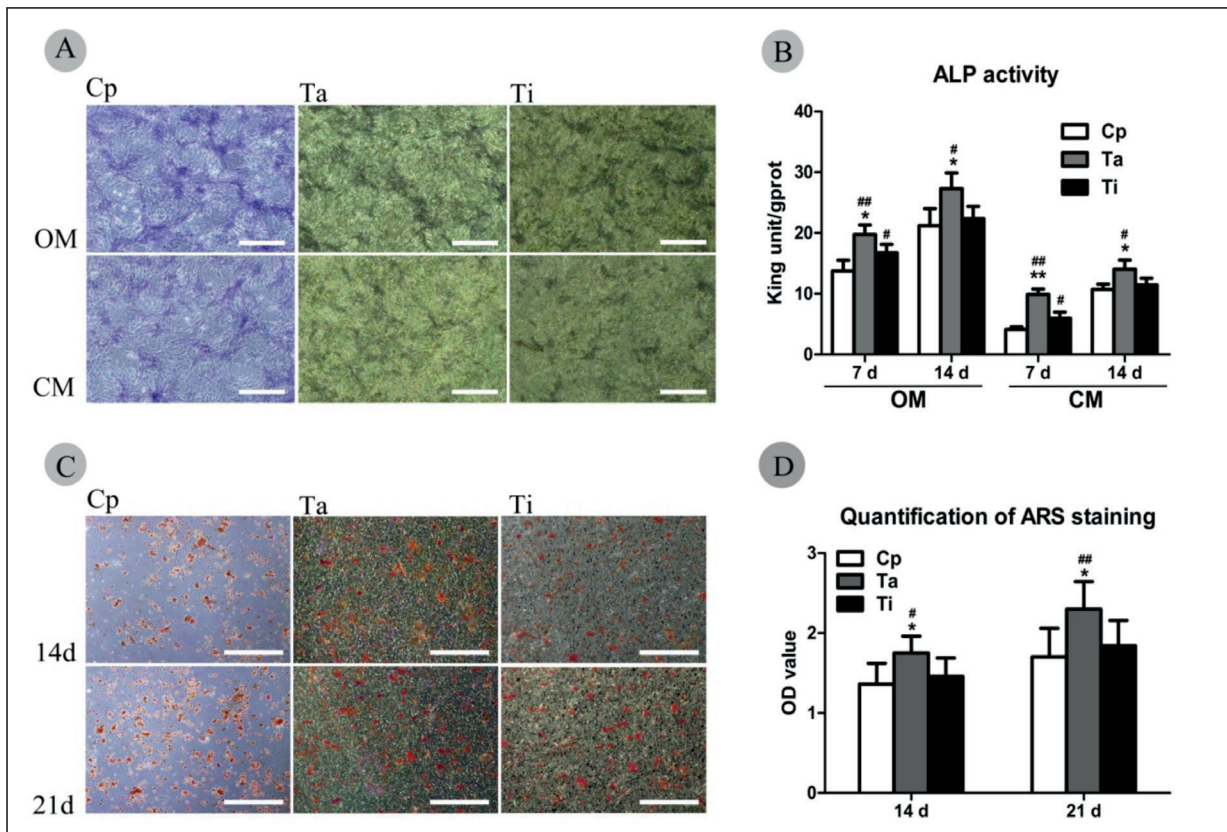 A
Cp
Ta
Ti
OM
CM
B
ALP activity
King unit/gprot
40
30
20
10
0
Cp
Ta
Ti
##
*
#
#
*
##
**
#
#
*
7 d
14 d
7 d
14 d
OM
CM
C
Cp
Ta
Ti
14d
21d
D
Quantification of ARS staining
OD value
3
2
1
0
Cp
Ta
Ti
#
*
##
*
14 d
21 d